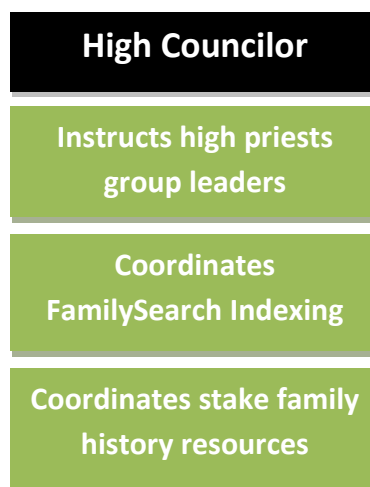 High Councilor
Instructs high priests
group leaders
Coordinates
FamilySearch Indexing
Coordinates stake family
history resources